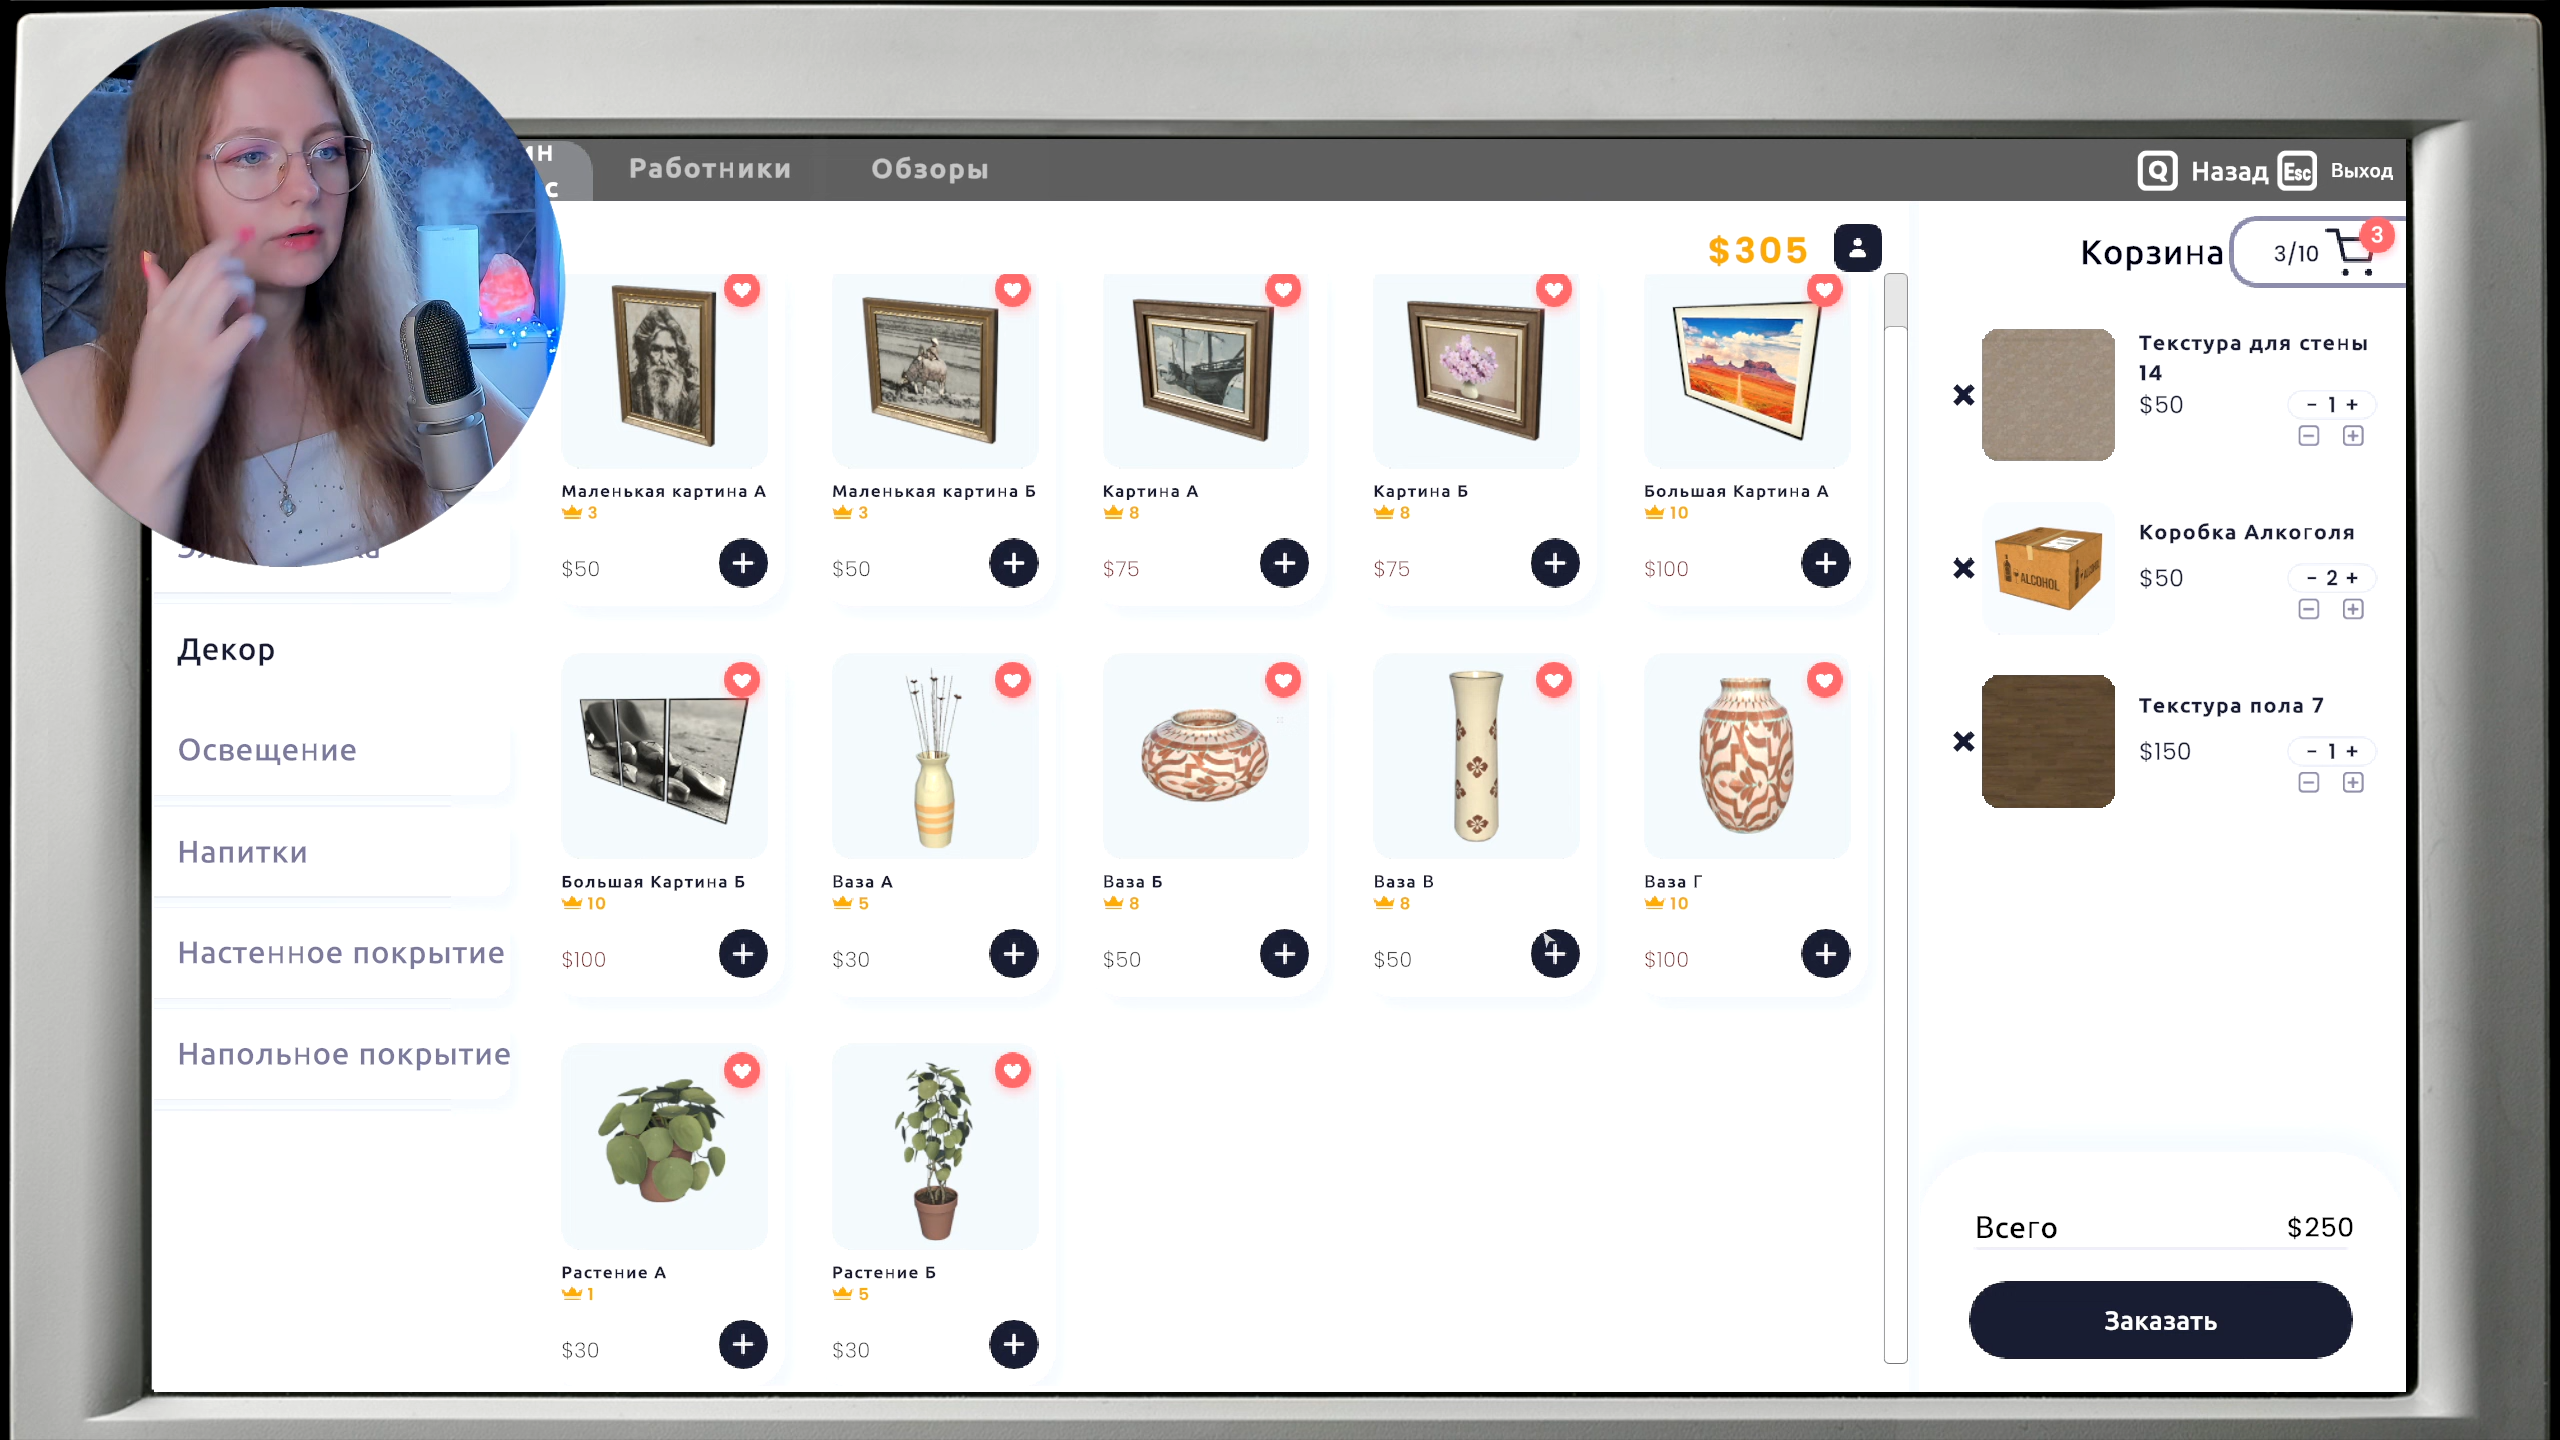 Работники
Обзоры
Q Назад Esc Выход
$305
Корзина
3/10
3
Маленькая картина А
3
$50
Маленькая картина Б
3
$50
Картина А
8
$75
Картина Б
8
$75
Большая Картина А
10
$100
Большая Картина Б
10
$100
Ваза А
5
$30
Ваза Б
8
$50
Ваза В
8
$50
Ваза Г
10
$100
Растение А
1
$30
Растение Б
5
$30
Декор
Освещение
Напитки
Настенное покрытие
Напольное покрытие
Текстура для стены
14
$50
- 1 +
ALCOHOL
Коробка Алкоголя
$50
- 2 +
Текстура пола 7
$150
- 1 +
Всего
$250
Заказать